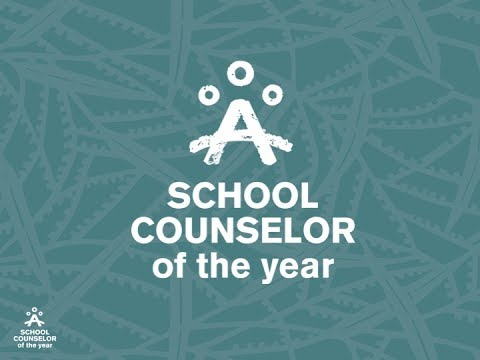 SCHOOL
COUNSELOR
of the year
SCHOOL
COUNSELOR
of the year